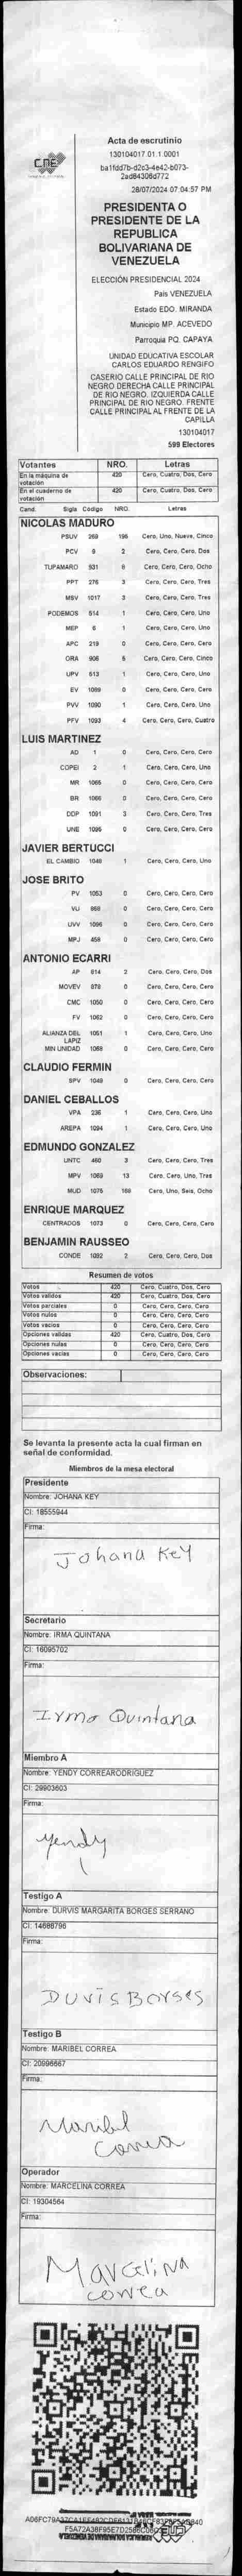 Acta de escrutinio
130104017.01.1.0001
ba1fdd7b-d2c3-4e42-b073-
2ad84308d772
28/07/2024 07:04:57 PM
CNE
PRESIDENTA O
PRESIDENTE DE LA
REPUBLICA
BOLIVARIANA DE
VENEZUELA
ELECCIÓN PRESIDENCIAL 2024
País VENEZUELA
Estado EDO. MIRANDA
Municipio MP. ACEVEDO
Parroquia PQ. CAPAYA
UNIDAD EDUCATIVA ESCOLAR
CARLOS EDUARDO RENGIFO
CASERIO CALLE PRINCIPAL DE RIO
NEGRO DERECHA CALLE PRINCIPAL
DE RIO NEGRO. IZQUIERDA CALLE
PRINCIPAL DE RIO NEGRO. FRENTE
CALLE PRINCIPAL AL FRENTE DE LA
CAPILLA
130104017
599 Electores
Votantes NRO. Letras
En la máquina de votación 420 Cero, Cuatro, Dos, Cero
En el cuaderno de votación 420 Cero, Cuatro, Dos, Cero
Cand. Sigla Código NRO. Letras
NICOLAS MADURO
PSUV 269 195 Cero, Uno, Nueve, Cinco
PCV 9 2 Cero, Cero, Cero, Dos
TUPAMARO 931 8 Cero, Cero, Cero, Ocho
PPT 276 3 Cero, Cero, Cero, Tres
MSV 1017 3 Cero, Cero, Cero, Tres
PODEMOS 514 1 Cero, Cero, Cero, Uno
MEP 6 1 Cero, Cero, Cero, Uno
APC 219 0 Cero, Cero, Cero, Cero
ORA 906 5 Cero, Cero, Cero, Cinco
UPV 513 1 Cero, Cero, Cero, Uno
EV 1099 0 Cero, Cero, Cero, Cero
PVV 1090 1 Cero, Cero, Cero, Uno
PFV 1093 4 Cero, Cero, Cero, Cuatro
LUIS MARTINEZ
AD 1 0 Cero, Cero, Cero, Cero
COPEI 2 1 Cero, Cero, Cero, Uno
MR 1065 0 Cero, Cero, Cero, Cero
BR 1066 0 Cero, Cero, Cero, Cero
DDP 1091 3 Cero, Cero, Cero, Tres
UNE 1095 0 Cero, Cero, Cero, Cero
JAVIER BERTUCCI
EL CAMBIO 1048 1 Cero, Cero, Cero, Uno
JOSE BRITO
PV 1053 0 Cero, Cero, Cero, Cero
VU 868 0 Cero, Cero, Cero, Cero
UVV 1096 0 Cero, Cero, Cero, Cero
MPJ 458 0 Cero, Cero, Cero, Cero
ANTONIO ECARRI
AP 814 2 Cero, Cero, Cero, Dos
MOVEV 878 0 Cero, Cero, Cero, Cero
CMC 1050 0 Cero, Cero, Cero, Cero
FV 1062 0 Cero, Cero, Cero, Cero
ALIANZA DEL LAPIZ 1051 1 Cero, Cero, Cero, Uno
MIN UNIDAD 1068 0 Cero, Cero, Cero, Cero
CLAUDIO FERMIN
SPV 1049 0 Cero, Cero, Cero, Cero
DANIEL CEBALLOS
VPA 236 1 Cero, Cero, Cero, Uno
AREPA 1094 1 Cero, Cero, Cero, Uno
EDMUNDO GONZALEZ
UNTC 460 3 Cero, Cero, Cero, Tres
MPV 1069 13 Cero, Cero, Uno, Tres
MUD 1075 168 Cero, Uno, Seis, Ocho
ENRIQUE MARQUEZ
CENTRADOS 1073 0 Cero, Cero, Cero, Cero
BENJAMIN RAUSSEO
CONDE 1092 2 Cero, Cero, Cero, Dos
Resumen de votos
Votos 420 Cero, Cuatro, Dos, Cero
Votos validos 420 Cero, Cuatro, Dos, Cero
Votos parciales 0 Cero, Cero, Cero, Cero
Votos nulos 0 Cero, Cero, Cero, Cero
Votos vacios 0 Cero, Cero, Cero, Cero
Opciones validas 420 Cero, Cuatro, Dos, Cero
Opciones nulas 0 Cero, Cero, Cero, Cero
Opciones vacias 0 Cero, Cero, Cero, Cero
Observaciones:
Se levanta la presente acta la cual firman en
señal de conformidad.
Miembros de la mesa electoral
Presidente
Nombre: JOHANA KEY
CI: 18555944
Firma:
Johana Key
Secretario
Nombre: IRMA QUINTANA
CI: 16095702
Firma:
Irma Quintana
Miembro A
Nombre: YENDY CORREARODRIGUEZ
CI: 29903603
Firma:
Yendy
Testigo A
Nombre: DURVIS MARGARITA BORGES SERRANO
CI: 14688796
Firma:
Duvis Borges
Testigo B
Nombre: MARIBEL CORREA
CI: 20996667
Firma:
Maribel
Correa
Operador
Nombre: MARCELINA CORREA
CI: 19304564
Firma:
Marcelina
correa